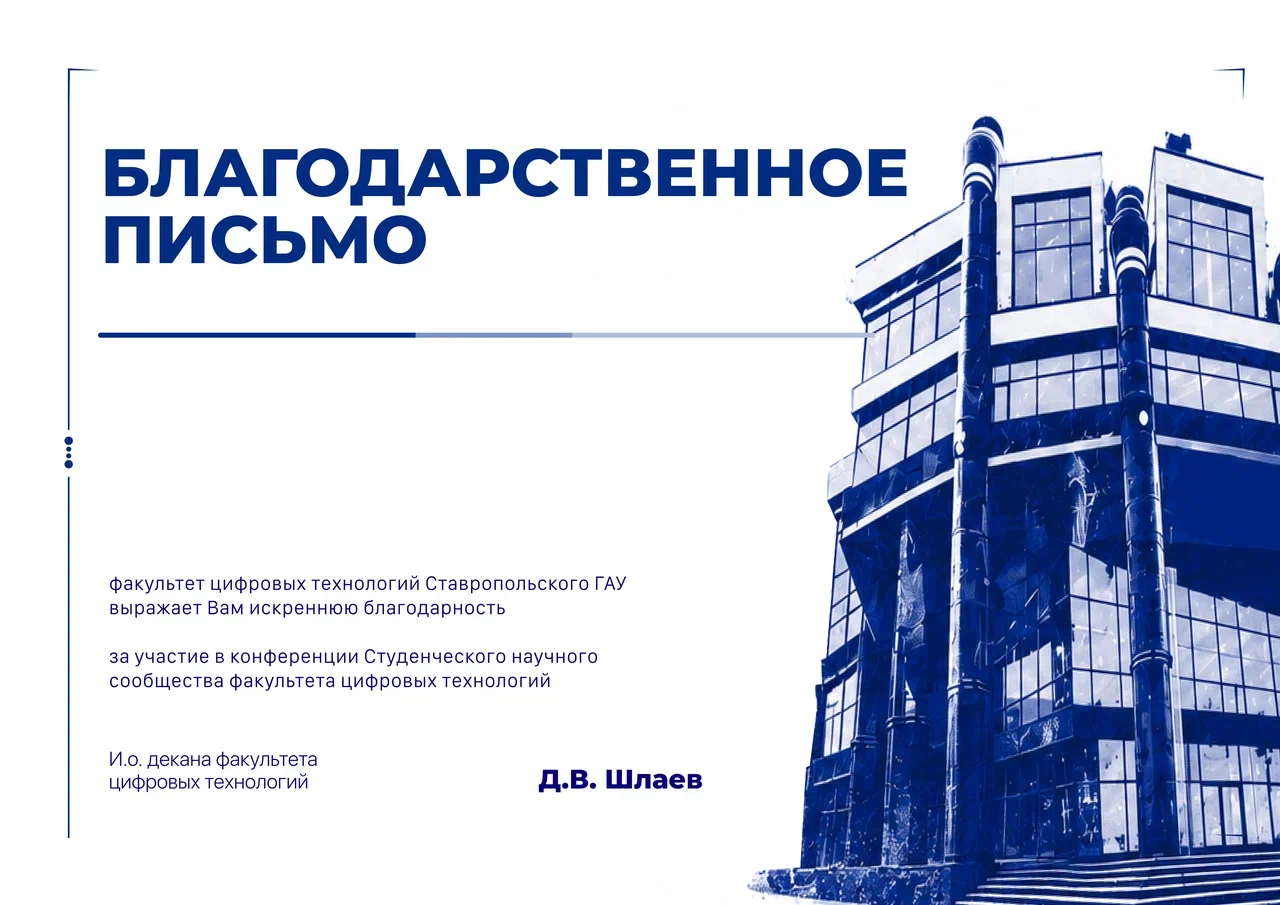 БЛАГОДАРСТВЕННОЕ
ПИСЬМО
факультет цифровых технологий Ставропольского ГАУ
выражает Вам искреннюю благодарность
за участие в конференции Студенческого научного
сообщества факультета цифровых технологий
И.о. декана факультета
цифровых технологий
Д.В. Шлаев